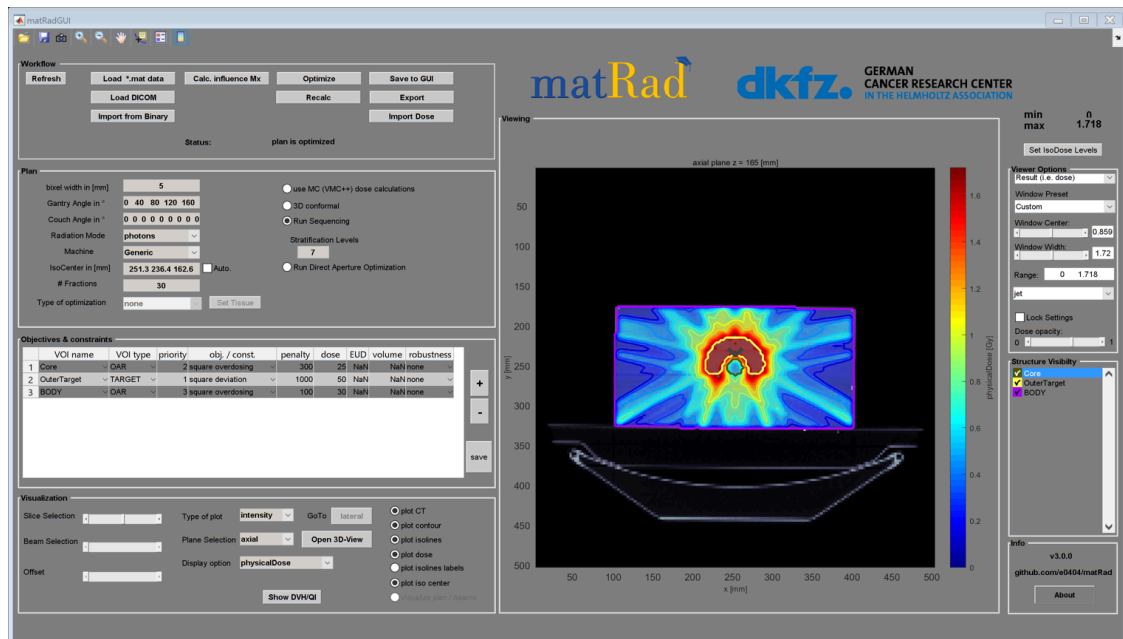 matRadGUI
Workflow
Refresh
Load *.mat data
Calc. influence Mx
Optimize
Save to GUI
Load DICOM
Recalc
Export
Import from Binary
Import Dose
Status:
plan is optimized
matRad
dkfz.
GERMAN
CANCER RESEARCH CENTER
IN THE HELMHOLTZ ASSOCIATION
Plan
bixel width in [mm]
5
Gantry Angle in °
0 40 80 120 160
Couch Angle in °
0 0 0 0 0 0 0 0 0
Radiation Mode
photons
Machine
Generic
IsoCenter in [mm]
251.3 236.4 162.6
Auto.
# Fractions
30
Type of optimization
none
Set Tissue
use MC (VMC++) dose calculations
3D conformal
Run Sequencing
Stratification Levels
7
Run Direct Aperture Optimization
Objectives & constraints
VOI name VOI type priority obj. / const. penalty dose EUD volume robustness
1 Core OAR 2 square overdosing 300 25 NaN NaN none
2 OuterTarget TARGET 1 square deviation 1000 50 NaN NaN none
3 BODY OAR 3 square overdosing 100 30 NaN NaN none
+
-
save
Visualization
Slice Selection
Beam Selection
Offset
Type of plot
intensity
GoTo
lateral
Plane Selection
axial
Open 3D-View
Display option
physicalDose
Show DVH/QI
plot CT
plot contour
plot isolines
plot dose
plot isolines labels
plot iso center
visualize plan / beams
Viewing
axial plane z = 165 [mm]
50
100
150
200
250
300
350
400
450
500
y [mm]
50 100 150 200 250 300 350 400 450 500
x [mm]
1.6
1.4
1.2
1
0.8
0.6
0.4
0.2
0
physicalDose [Gy]
min 0
max 1.718
Set IsoDose Levels
Viewer Options
Result (i.e. dose)
Window Preset
Custom
Window Center:
0.859
Window Width:
1.72
Range:
0 1.718
jet
Lock Settings
Dose opacity:
0
1
Structure Visibilty
Core
OuterTarget
BODY
Info
v3.0.0
github.com/e0404/matRad
About